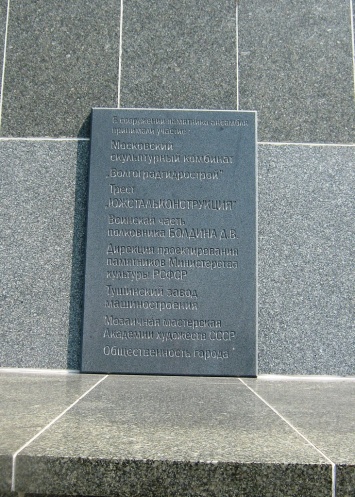 В сооружении памятника ансамбля
принимали участие:
Московский
скульптурный комбинат
„Волгоградгидрострой"
Трест
„ЮЖСТАЛЬКОНСТРУКЦИЯ"
Воинская часть
полковника БОЛДИНА Д.В.
Дирекция проектирования
памятников Министерства
культуры РСФСР
Тушинский завод
машиностроения
Мозаичная мастерская
Академии художеств СССР
Общественность города